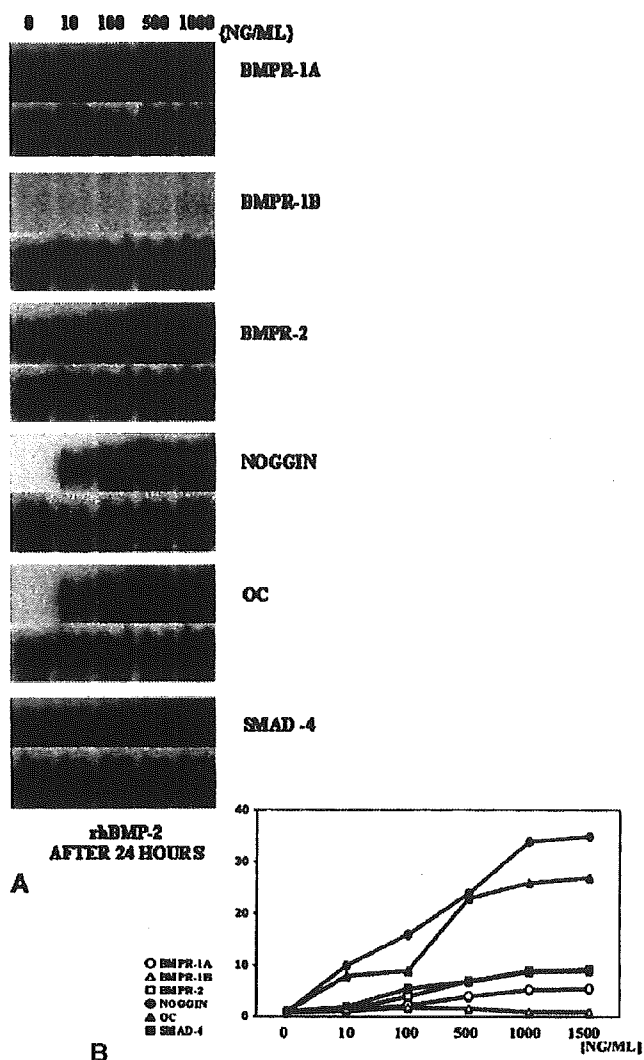 0 10 100 500 1000 {NG/ML}
BMPR-1A
BMPR-1B
BMPR-2
NOGGIN
OC
SMAD -4
rhBMP-2
AFTER 24 HOURS
A
40
30
20
10
0
0 10 100 500 1000 1500
[NG/ML]
BMPR-1A
BMPR-1B
BMPR-2
NOGGIN
OC
SMAD-4
B